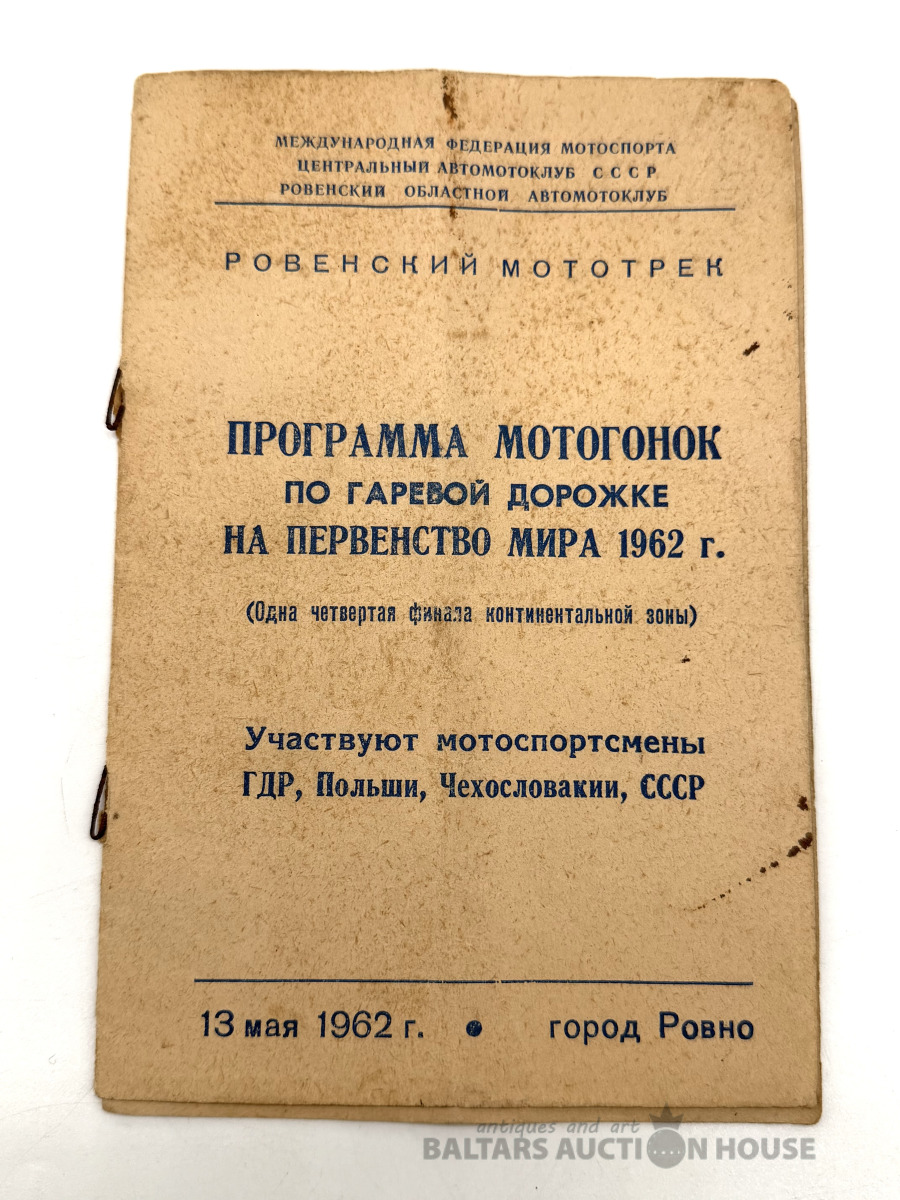 МЕЖДУНАРОДНАЯ ФЕДЕРАЦИЯ МОТОСПОРТА
ЦЕНТРАЛЬНЫЙ АВТОМОТОКЛУБ СССР
РОВЕНСКИЙ ОБЛАСТНОЙ АВТОМОТОКЛУБ
РОВЕНСКИЙ МОТОТРЕК
ПРОГРАММА МОТОГОНОК
ПО ГАРЕВОЙ ДОРОЖКЕ
НА ПЕРВЕНСТВО МИРА 1962 г.
(Одна четвертая финала континентальной зоны)
Участвуют мотоспортсмены
ГДР, Польши, Чехословакии, СССР
13 мая 1962 г. • город Ровно
antiques and art
BALTARS AUCTION HOUSE